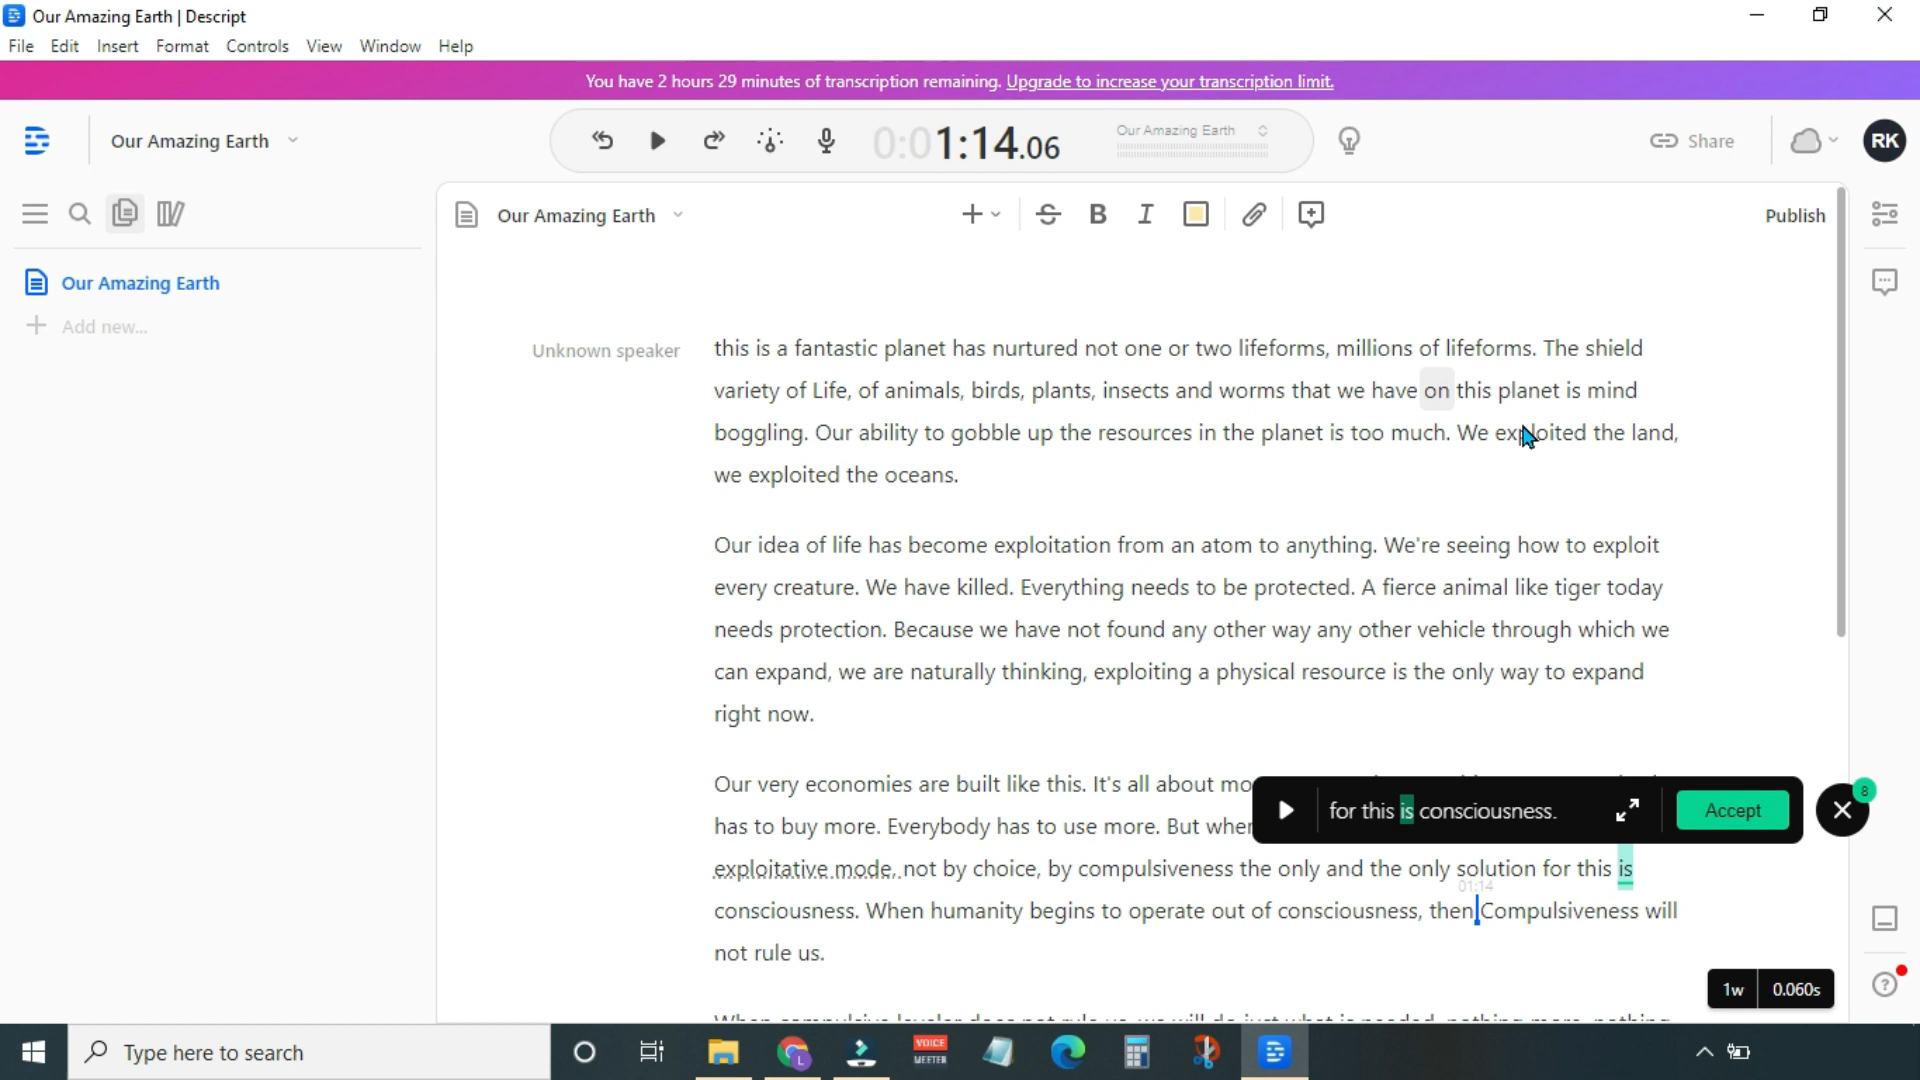 Our Amazing Earth | Descript
File Edit Insert Format Controls View Window Help
You have 2 hours 29 minutes of transcription remaining. Upgrade to increase your transcription limit.
Our Amazing Earth
0:01:14.06
Our Amazing Earth
Share
RK
Our Amazing Earth
Publish
Our Amazing Earth
Add new...
Unknown speaker
this is a fantastic planet has nurtured not one or two lifeforms, millions of lifeforms. The shield
variety of Life, of animals, birds, plants, insects and worms that we have on this planet is mind
boggling. Our ability to gobble up the resources in the planet is too much. We exploited the land,
we exploited the oceans.
Our idea of life has become exploitation from an atom to anything. We're seeing how to exploit
every creature. We have killed. Everything needs to be protected. A fierce animal like tiger today
needs protection. Because we have not found any other way any other vehicle through which we
can expand, we are naturally thinking, exploiting a physical resource is the only way to expand
right now.
Our very economies are built like this. It's all about mo
for this is consciousness.
Accept
8
has to buy more. Everybody has to use more. But when
exploitative mode, not by choice, by compulsiveness the only and the only solution for this is
01:14
consciousness. When humanity begins to operate out of consciousness, then Compulsiveness will
not rule us.
1w 0.060s
Type here to search
VOICE
MEETER